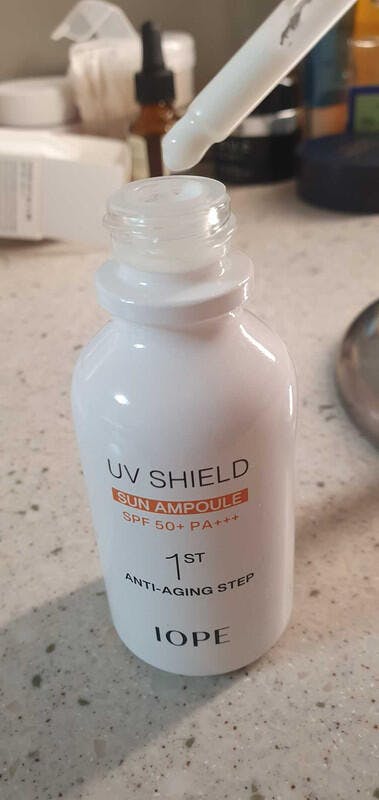 UV SHIELD
SUN AMPOULE
SPF 50+ PA+++
1ST
ANTI-AGING STEP
IOPE